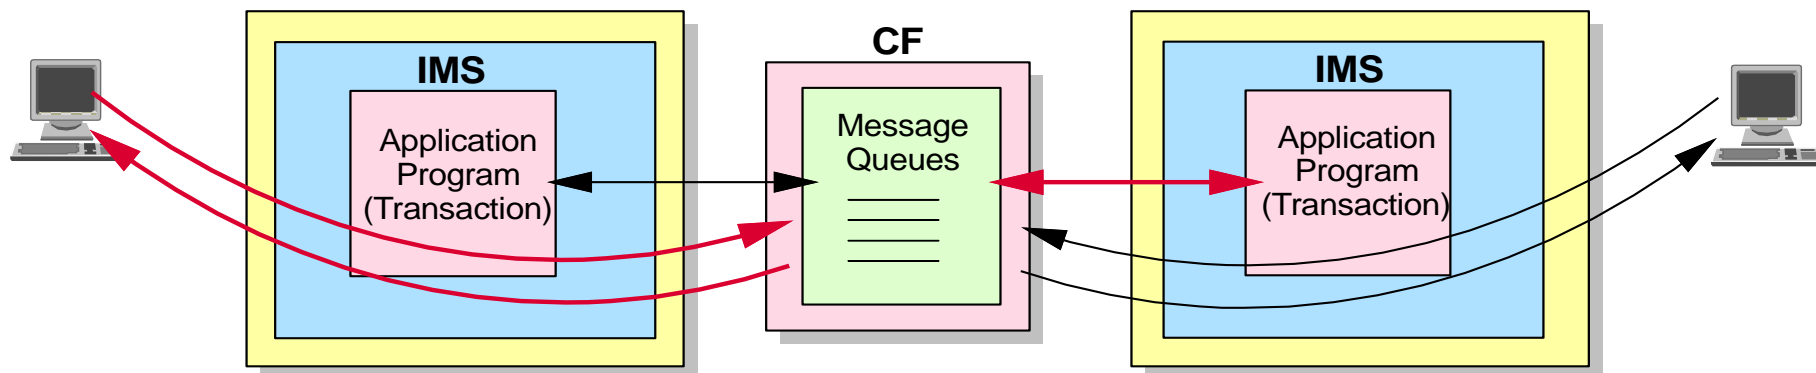 IMS
Application
Program
(Transaction)
CF
Message
Queues
IMS
Application
Program
(Transaction)